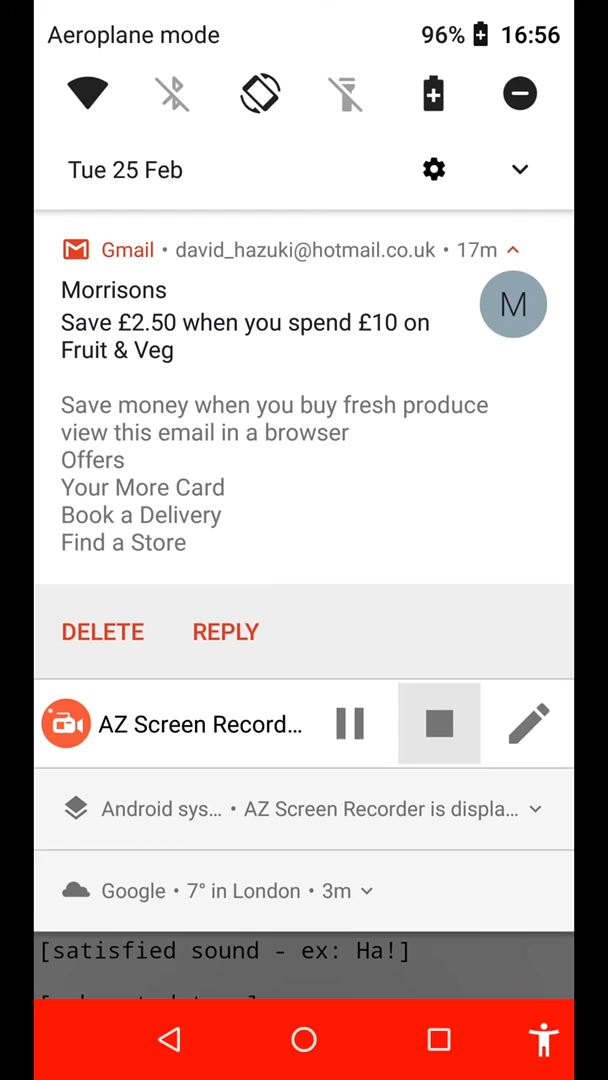 Aeroplane mode 96% 16:56
Tue 25 Feb
Gmail • david_hazuki@hotmail.co.uk • 17m
Morrisons
M
Save £2.50 when you spend £10 on
Fruit & Veg
Save money when you buy fresh produce
view this email in a browser
Offers
Your More Card
Book a Delivery
Find a Store
DELETE REPLY
AZ Screen Record...
Android sys... • AZ Screen Recorder is displa...
Google • 7° in London • 3m
[satisfied sound - ex: Ha!]